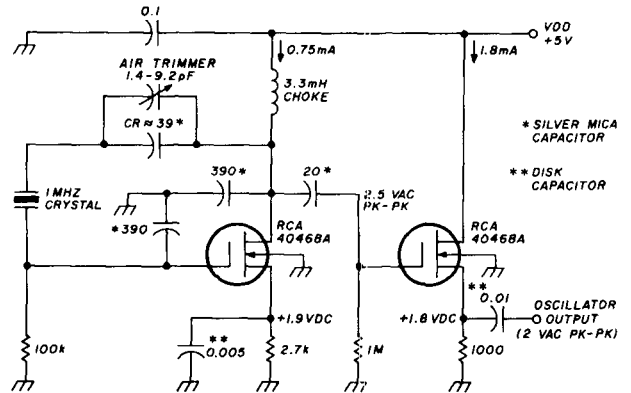 0.1
VDD
+5V
0.75mA
1.8mA
AIR TRIMMER
1.4-9.2pF
3.3mH
CHOKE
CR≈39*
* SILVER MICA
CAPACITOR
** DISK
CAPACITOR
390*
20*
2.5 VAC
PK-PK
1MHZ
CRYSTAL
*390
RCA
40468A
RCA
40468A
**
0.01
OSCILLATOR
OUTPUT
(2 VAC PK-PK)
+1.9VDC
+1.8VDC
100k
**
0.005
2.7k
1M
1000